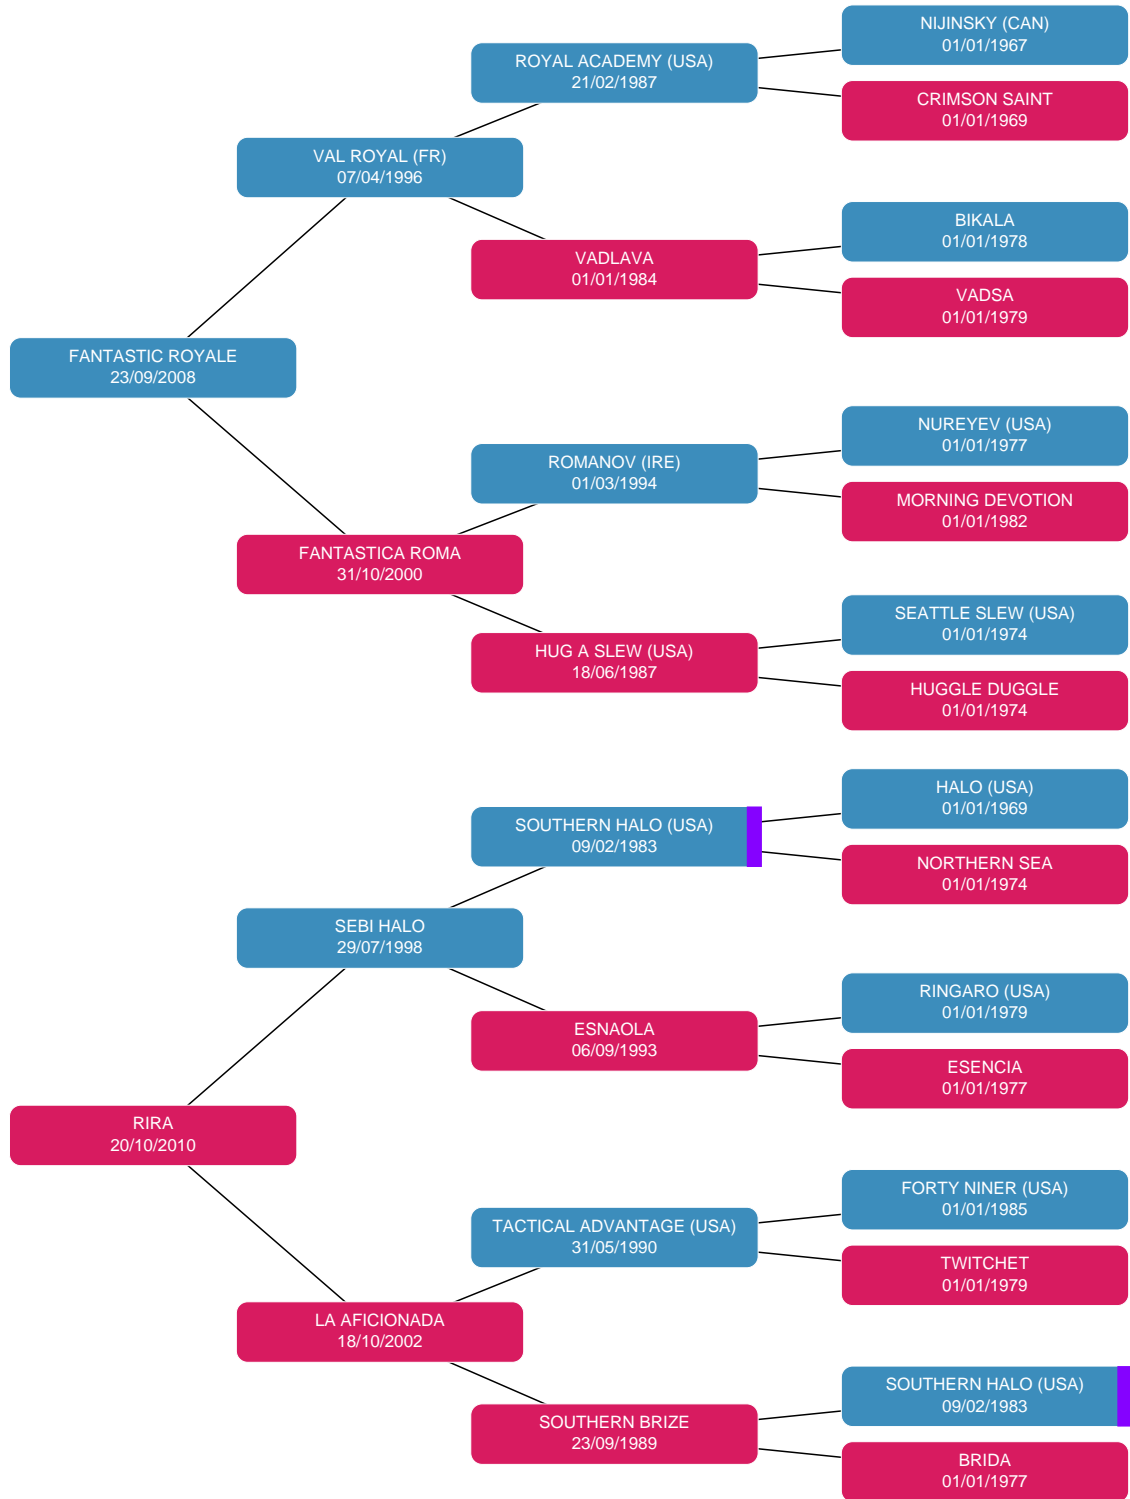 NIJINSKY (CAN)
01/01/1967
ROYAL ACADEMY (USA)
21/02/1987
CRIMSON SAINT
01/01/1969
VAL ROYAL (FR)
07/04/1996
BIKALA
01/01/1978
VADLAVA
01/01/1984
VADSA
01/01/1979
FANTASTIC ROYALE
23/09/2008
NUREYEV (USA)
01/01/1977
ROMANOV (IRE)
01/03/1994
MORNING DEVOTION
01/01/1982
FANTASTICA ROMA
31/10/2000
SEATTLE SLEW (USA)
01/01/1974
HUG A SLEW (USA)
18/06/1987
HUGGLE DUGGLE
01/01/1974
HALO (USA)
01/01/1969
SOUTHERN HALO (USA)
09/02/1983
NORTHERN SEA
01/01/1974
SEBI HALO
29/07/1998
RINGARO (USA)
01/01/1979
ESNAOLA
06/09/1993
ESENCIA
01/01/1977
RIRA
20/10/2010
FORTY NINER (USA)
01/01/1985
TACTICAL ADVANTAGE (USA)
31/05/1990
TWITCHET
01/01/1979
LA AFICIONADA
18/10/2002
SOUTHERN HALO (USA)
09/02/1983
SOUTHERN BRIZE
23/09/1989
BRIDA
01/01/1977